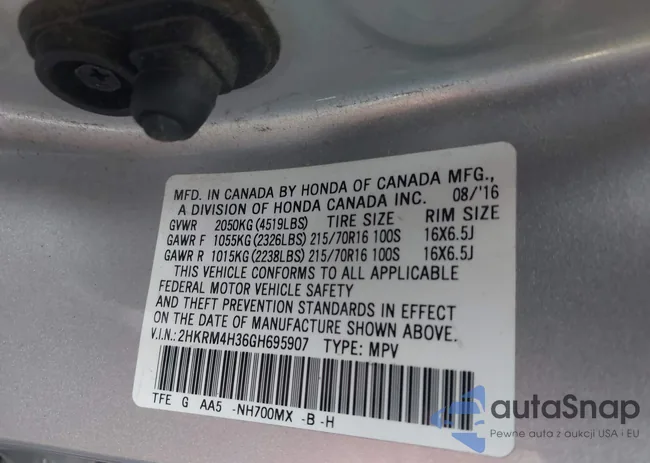 MFD. IN CANADA BY HONDA OF CANADA MFG.,
A DIVISION OF HONDA CANADA INC. 08/'16
GVWR 2050KG(4519LBS) TIRE SIZE RIM SIZE
GAWR F 1055KG(2326LBS) 215/70R16 100S 16X6.5J
GAWR R 1015KG(2238LBS) 215/70R16 100S 16X6.5J
THIS VEHICLE CONFORMS TO ALL APPLICABLE
FEDERAL MOTOR VEHICLE SAFETY
AND THEFT PREVENTION STANDARDS IN EFFECT
ON THE DATE OF MANUFACTURE SHOWN ABOVE.
V.I.N.:2HKRM4H36GH695907 TYPE: MPV
TFE G AA5 -NH700MX -B -H
autaSnap
Pewne auta z aukcji USA i EU